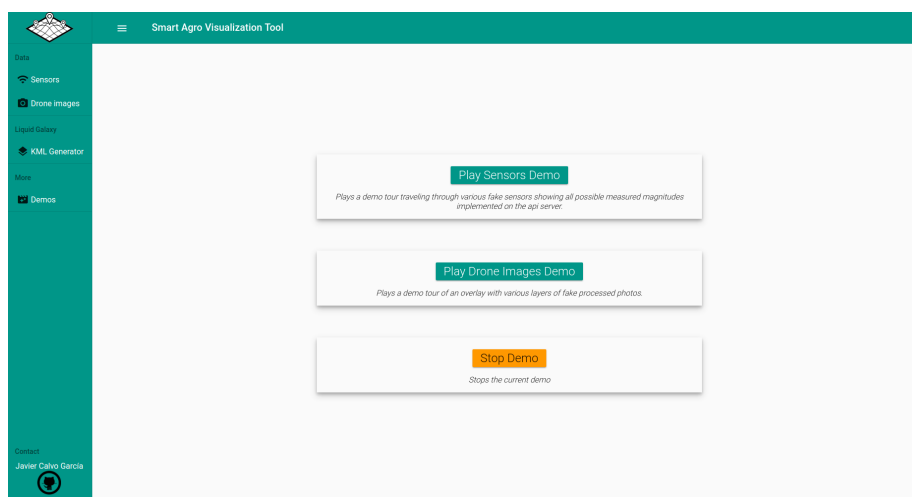 Smart Agro Visualization Tool
Data
Sensors
Drone images
Liquid Galaxy
KML Generator
More
Demos
Play Sensors Demo
Plays a demo tour traveling through various fake sensors showing all possible measured magnitudes
implemented on the api server.
Play Drone Images Demo
Plays a demo tour of an overlay with various layers of fake processed photos.
Stop Demo
Stops the current demo
Contact
Javier Calvo García